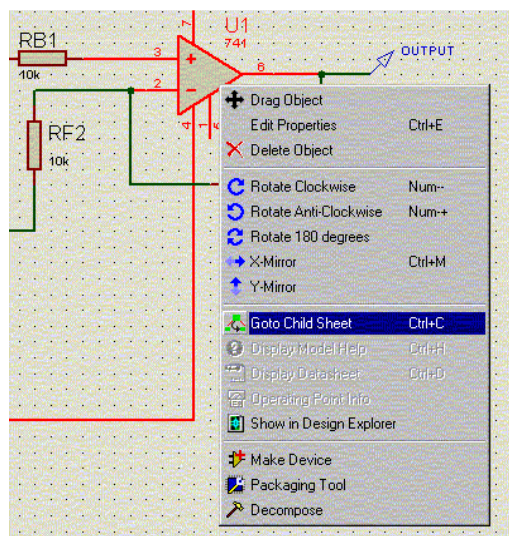 U1
744
RB1
10k
7
3
2
6
4
1
OUTPUT
RF2
10k
Drag Object
Edit Properties Ctrl+E
Delete Object
Rotate Clockwise Num--
Rotate Anti-Clockwise Num-+
Rotate 180 degrees
X-Mirror Ctrl+M
Y-Mirror
Goto Child Sheet Ctrl+C
Display Model Help Ctrl+H
Display Datasheet Ctrl+D
Operating Point Info
Show in Design Explorer
Make Device
Packaging Tool
Decompose